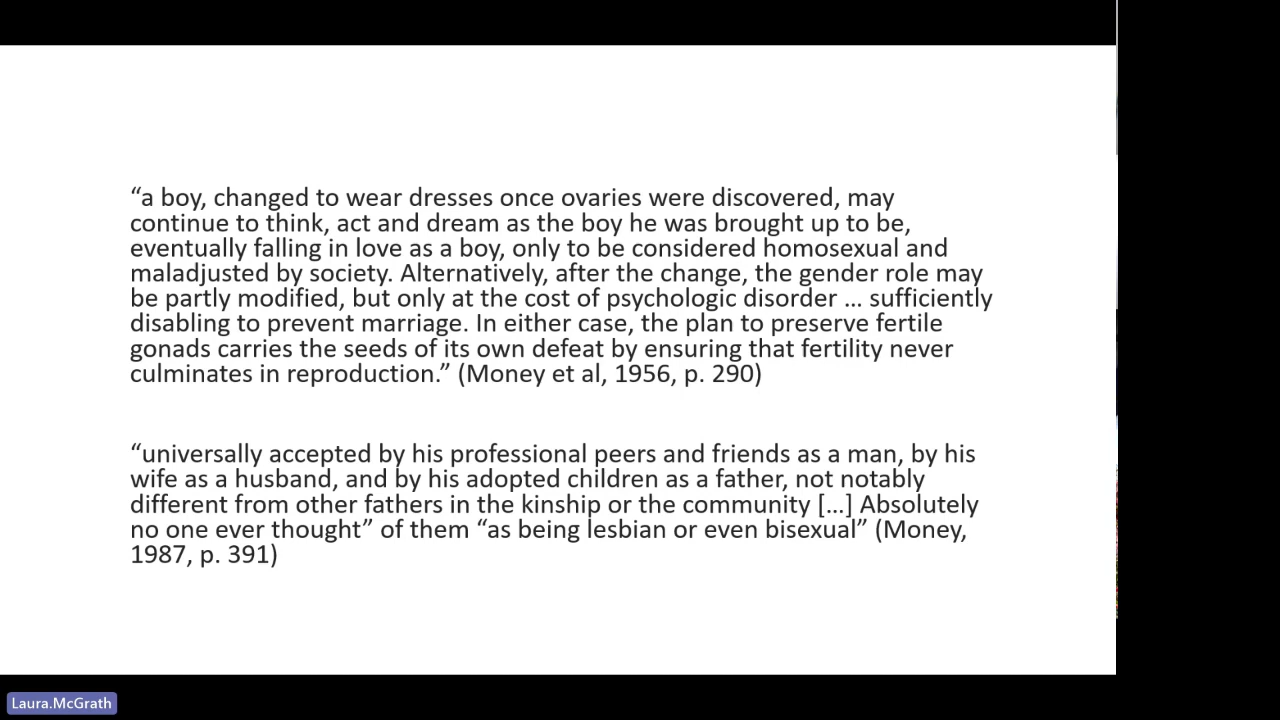 “a boy, changed to wear dresses once ovaries were discovered, may
continue to think, act and dream as the boy he was brought up to be,
eventually falling in love as a boy, only to be considered homosexual and
maladjusted by society. Alternatively, after the change, the gender role may
be partly modified, but only at the cost of psychologic disorder … sufficiently
disabling to prevent marriage. In either case, the plan to preserve fertile
gonads carries the seeds of its own defeat by ensuring that fertility never
culminates in reproduction.” (Money et al, 1956, p. 290)
“universally accepted by his professional peers and friends as a man, by his
wife as a husband, and by his adopted children as a father, not notably
different from other fathers in the kinship or the community […] Absolutely
no one ever thought” of them “as being lesbian or even bisexual” (Money,
1987, p. 391)
Laura.McGrath